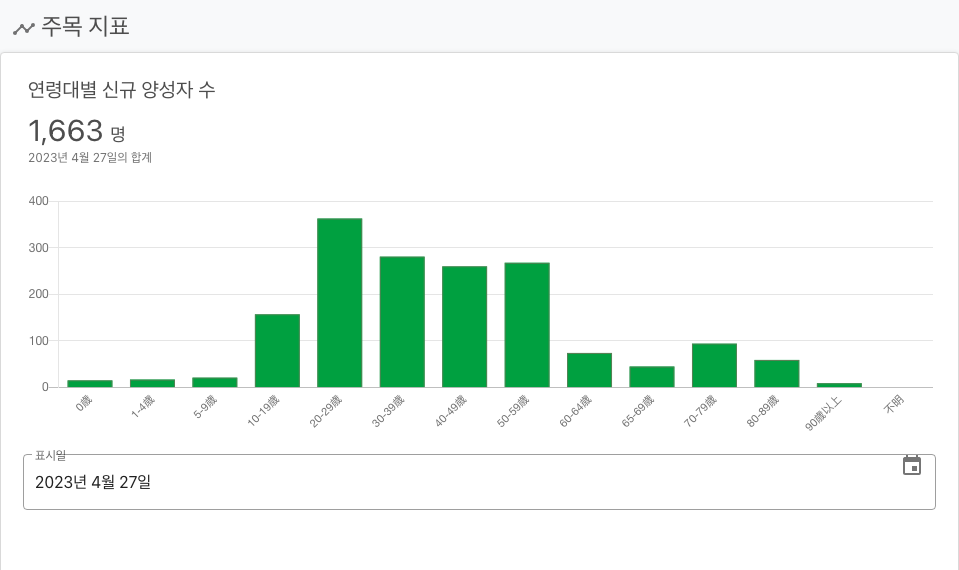 주목 지표
연령대별 신규 양성자 수
1,663 명
2023년 4월 27일의 합계
400
300
200
100
0
0歳
1-4歳
5-9歳
10-19歳
20-29歳
30-39歳
40-49歳
50-59歳
60-64歳
65-69歳
70-79歳
80-89歳
90歳以上
不明
표시일
2023년 4월 27일